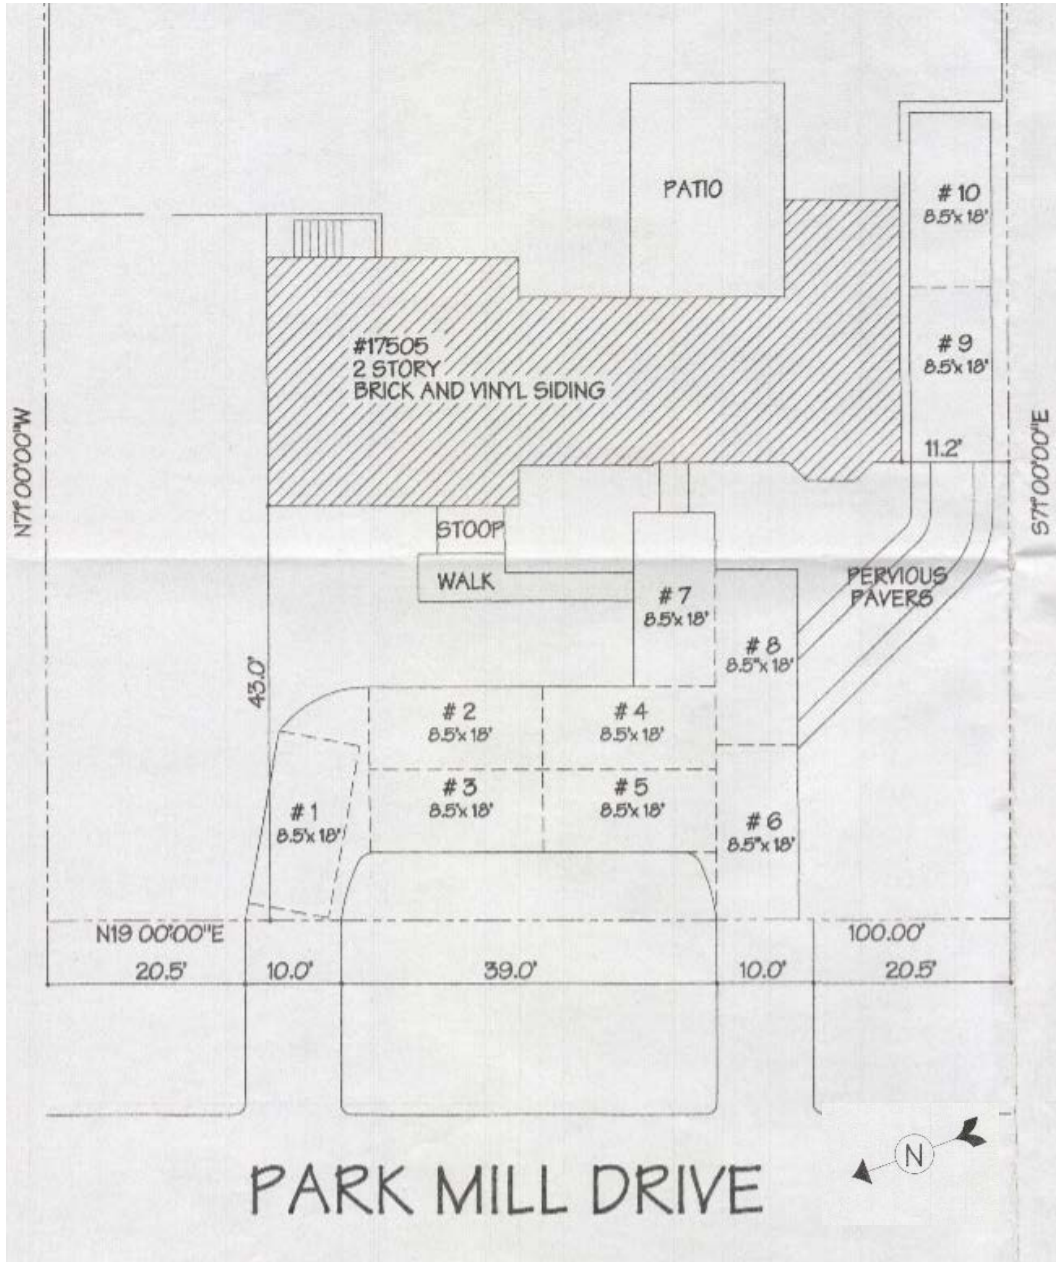 PATIO
# 10
8.5'x 18'
#17505
2 STORY
BRICK AND VINYL SIDING
# 9
8.5'x 18'
11.2'
N71°00'00"W
S71°00'00"E
STOOP
WALK
# 7
8.5'x 18'
PERVIOUS
PAVERS
# 8
8.5"x 18'
43.0'
# 2
8.5'x 18'
# 4
8.5'x 18'
# 3
8.5'x 18'
# 5
8.5'x 18'
# 1
8.5'x 18'
# 6
8.5"x 18'
N19 00'00"E
100.00'
20.5'
10.0'
39.0'
10.0'
20.5'
N
PARK MILL DRIVE